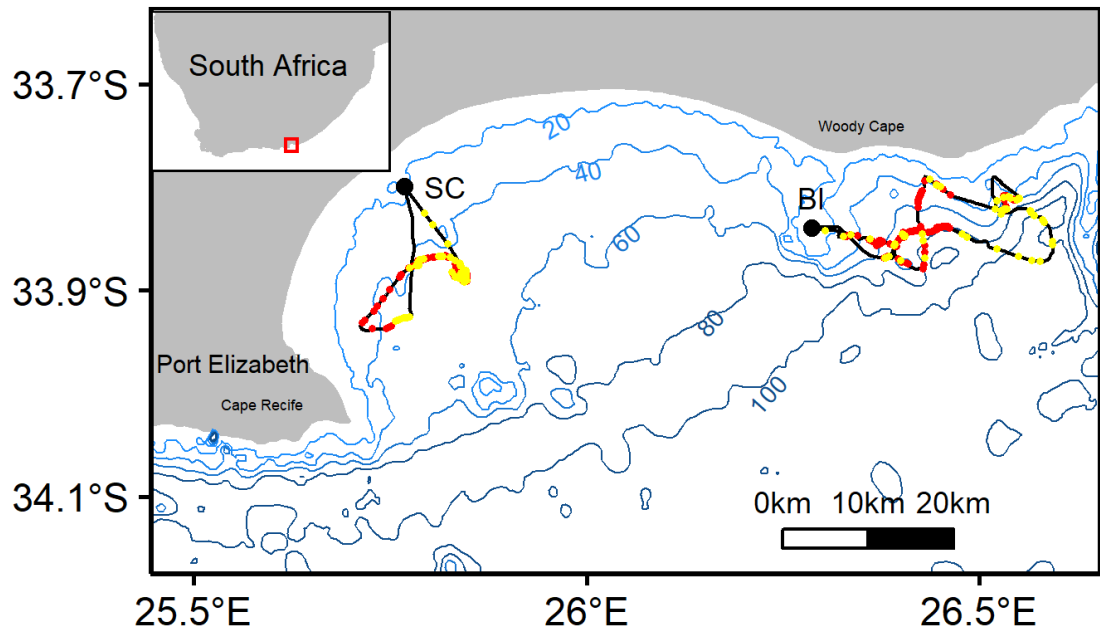 South Africa
33.7°S
20
Woody Cape
40
SC
BI
60
33.9°S
80
Port Elizabeth
100
Cape Recife
34.1°S
0km 10km 20km
25.5°E 26°E 26.5°E